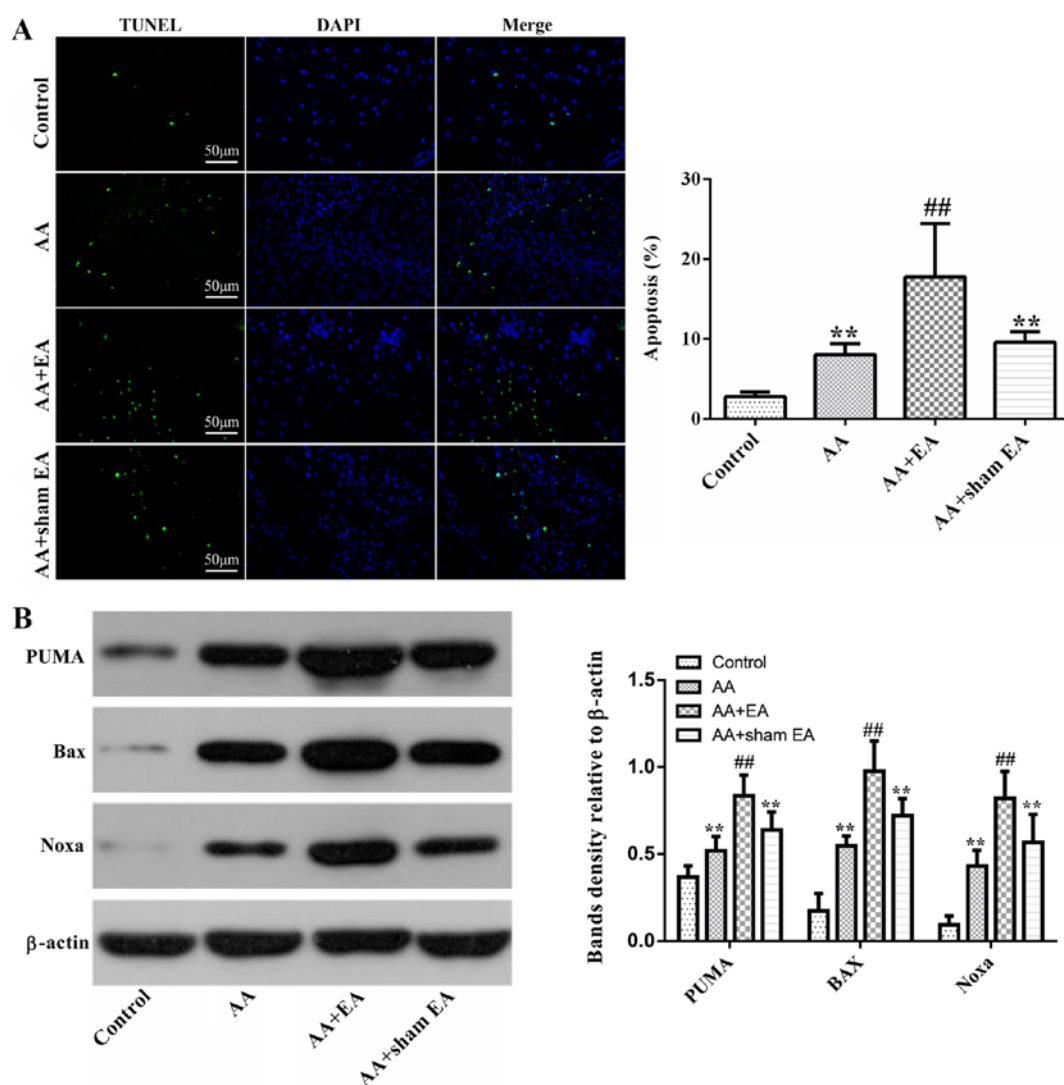 A
TUNEL DAPI Merge
Control
50μm
AA
50μm
AA+EA
50μm
AA+sham EA
50μm
Apoptosis (%)
30
20
10
0
**
##
**
Control
AA
AA+EA
AA+sham EA
B
PUMA
Bax
Noxa
β-actin
Control
AA
AA+EA
AA+sham EA
Bands density relative to β-actin
Control
AA
AA+EA
AA+sham EA
1.5
1.0
0.5
0.0
** ## **
** ## **
** ## **
PUMA
BAX
Noxa